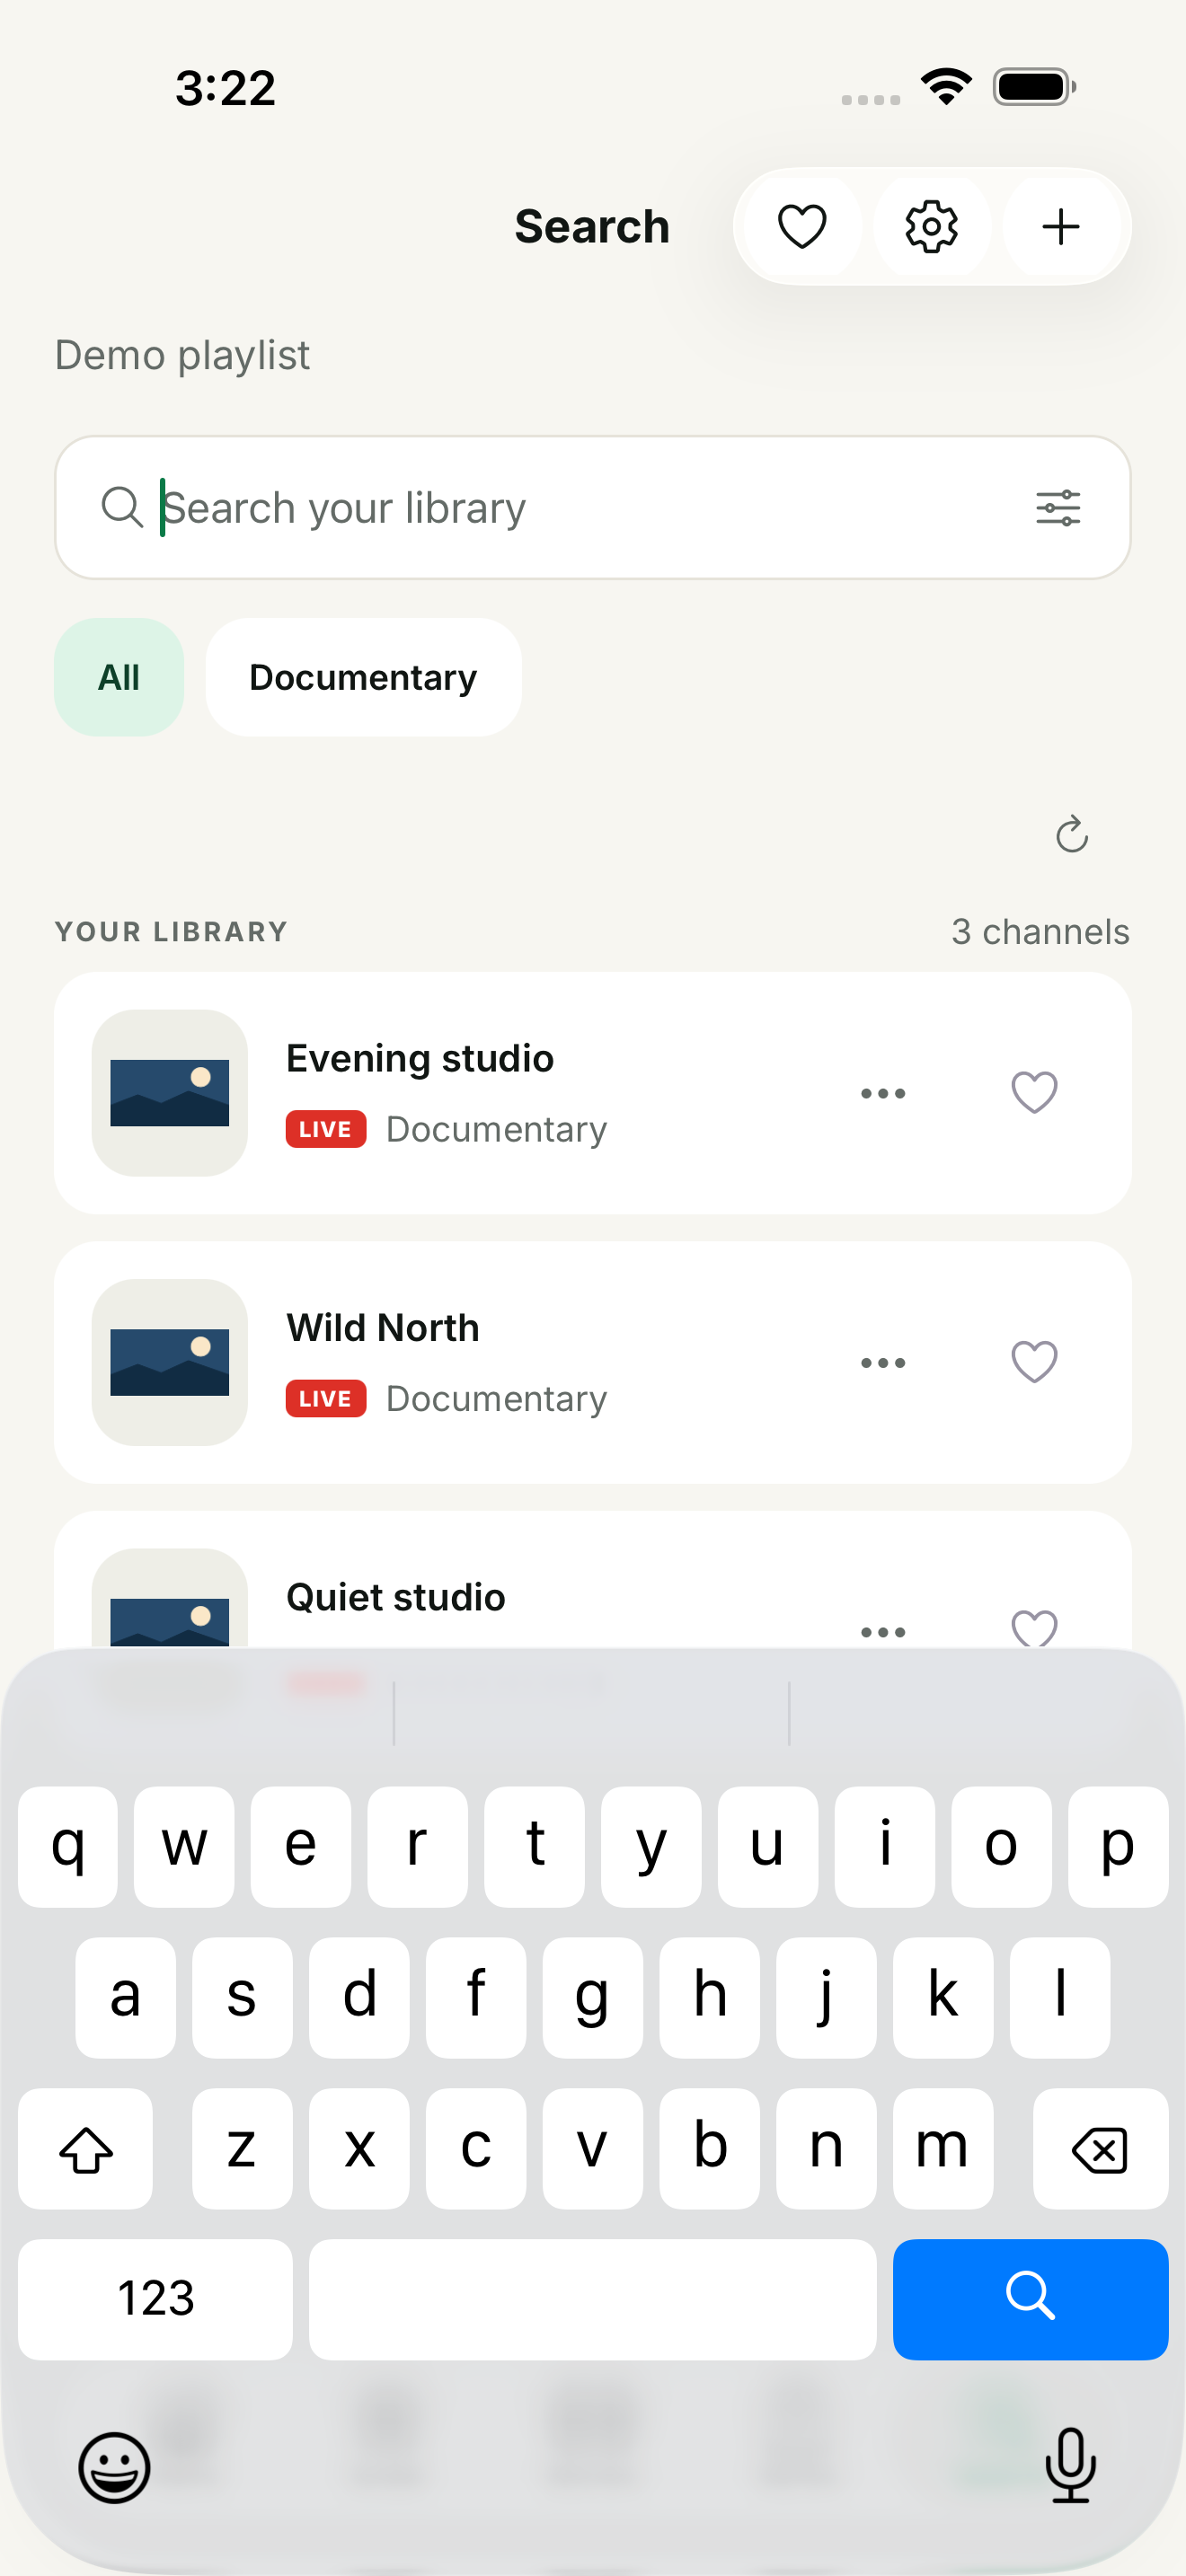 3:22
Search
Demo playlist
Search your library
All
Documentary
YOUR LIBRARY
3 channels
Evening studio
LIVE Documentary
Wild North
LIVE Documentary
Quiet studio
q w e r t y u i o p
a s d f g h j k l
z x c v b n m
123